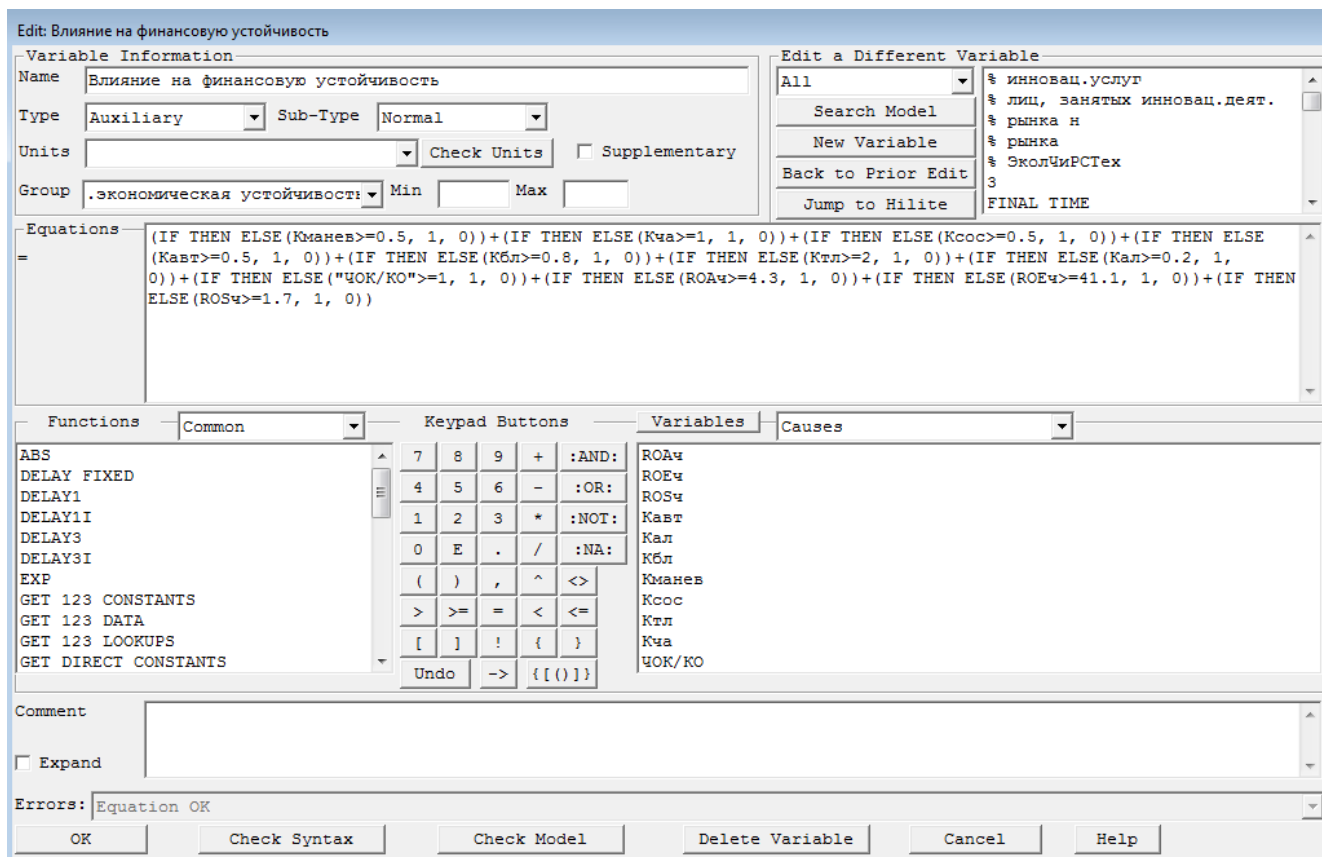 Edit: Влияние на финансовую устойчивость
Variable Information
Name Влияние на финансовую устойчивость
Type Auxiliary Sub-Type Normal
Units Check Units Supplementary
Group .экономическая устойчивость Min Max
Edit a Different Variable
All
Search Model
New Variable
Back to Prior Edit
Jump to Hilite
% инновац.услуг
% лиц, занятых инновац.деят.
% рынка н
% рынка
% ЭколЧиРСТех
3
FINAL TIME
Equations
=
(IF THEN ELSE(Кманев>=0.5, 1, 0))+(IF THEN ELSE(Кча>=1, 1, 0))+(IF THEN ELSE(Ксос>=0.5, 1, 0))+(IF THEN ELSE
(Кавт>=0.5, 1, 0))+(IF THEN ELSE(Кбл>=0.8, 1, 0))+(IF THEN ELSE(Ктл>=2, 1, 0))+(IF THEN ELSE(Кал>=0.2, 1,
0))+(IF THEN ELSE("ЧОК/КО">=1, 1, 0))+(IF THEN ELSE(ROAч>=4.3, 1, 0))+(IF THEN ELSE(ROEч>=41.1, 1, 0))+(IF THEN
ELSE(ROSч>=1.7, 1, 0))
Functions Common
ABS
DELAY FIXED
DELAY1
DELAY1I
DELAY3
DELAY3I
EXP
GET 123 CONSTANTS
GET 123 DATA
GET 123 LOOKUPS
GET DIRECT CONSTANTS
Keypad Buttons
7 8 9 + :AND:
4 5 6 - :OR:
1 2 3 * :NOT:
0 E . / :NA:
( ) , ^ <>
> >= = < <=
[ ] ! { }
Undo -> {[()]}
Variables Causes
ROAч
ROEч
ROSч
Кавт
Кал
Кбл
Кманев
Ксос
Ктл
Кча
ЧОК/КО
Comment
Expand
Errors: Equation OK
OK Check Syntax Check Model Delete Variable Cancel Help